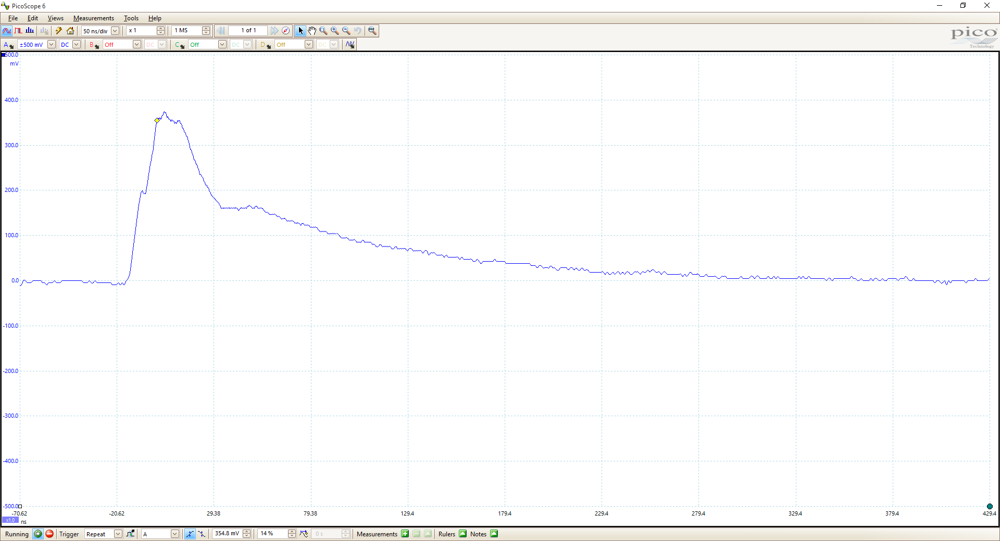 PicoScope 6
File Edit Views Measurements Tools Help
50 ns/div x 1 1 MS 1 of 1
A ±500 mV DC B Off DC C Off DC D Off DC
pico
Technology
500.0
mV
400.0
300.0
200.0
100.0
0.0
-100.0
-200.0
-300.0
-400.0
-500.0
-70.62 -20.62 29.38 79.38 129.4 179.4 229.4 279.4 329.4 379.4 429.4
x1.0 ns
Running Trigger Repeat A 354.8 mV 14 % 0 s Measurements Rulers Notes